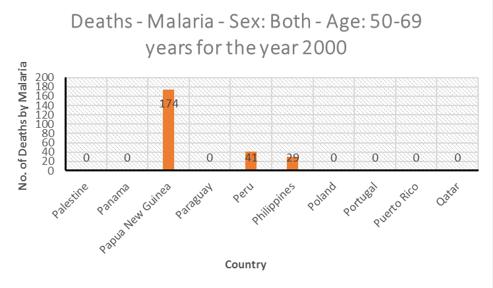 Deaths - Malaria - Sex: Both - Age: 50-69
years for the year 2000
No. of Deaths by Malaria
200
180
160
140
120
100
80
60
40
20
0
0 0 174 0 41 29 0 0 0 0
Palestine
Panama
Papua New Guinea
Paraguay
Peru
Philippines
Poland
Portugal
Puerto Rico
Qatar
Country